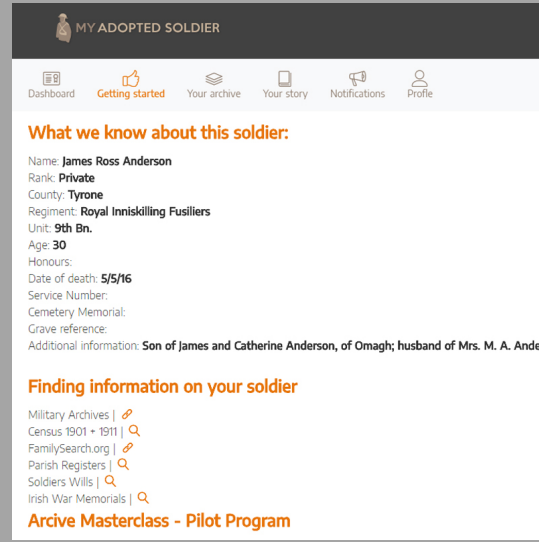 MY ADOPTED SOLDIER
Dashboard Getting started Your archive Your story Notifications Profle
What we know about this soldier:
Name: James Ross Anderson
Rank: Private
County: Tyrone
Regiment: Royal Inniskilling Fusiliers
Unit: 9th Bn.
Age: 30
Honours:
Date of death: 5/5/16
Service Number:
Cemetery Memorial:
Grave reference:
Additional information: Son of James and Catherine Anderson, of Omagh; husband of Mrs. M. A. Ande
Finding information on your soldier
Military Archives |
Census 1901 + 1911 |
FamilySearch.org |
Parish Registers |
Soldiers Wills |
Irish War Memorials |
Arcive Masterclass - Pilot Program